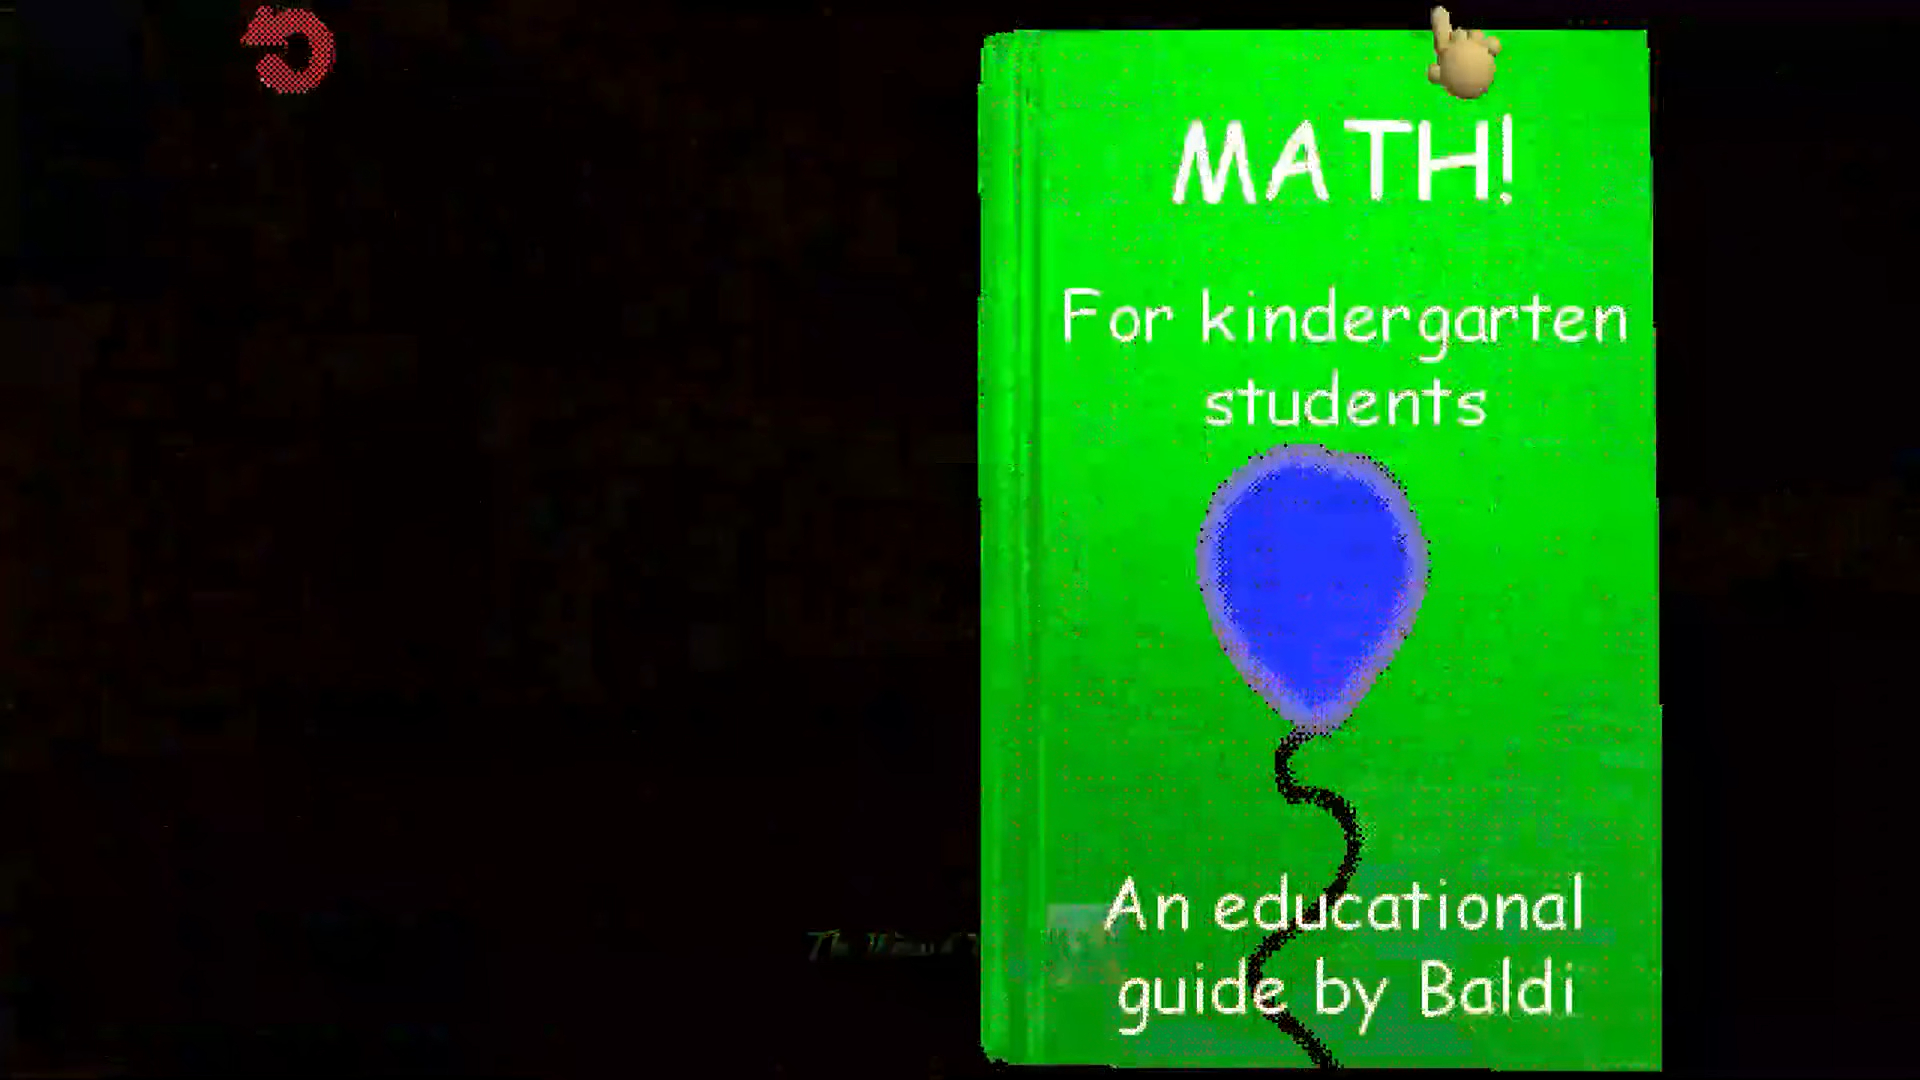 MATH!
For kindergarten
students
An educational
guide by Baldi